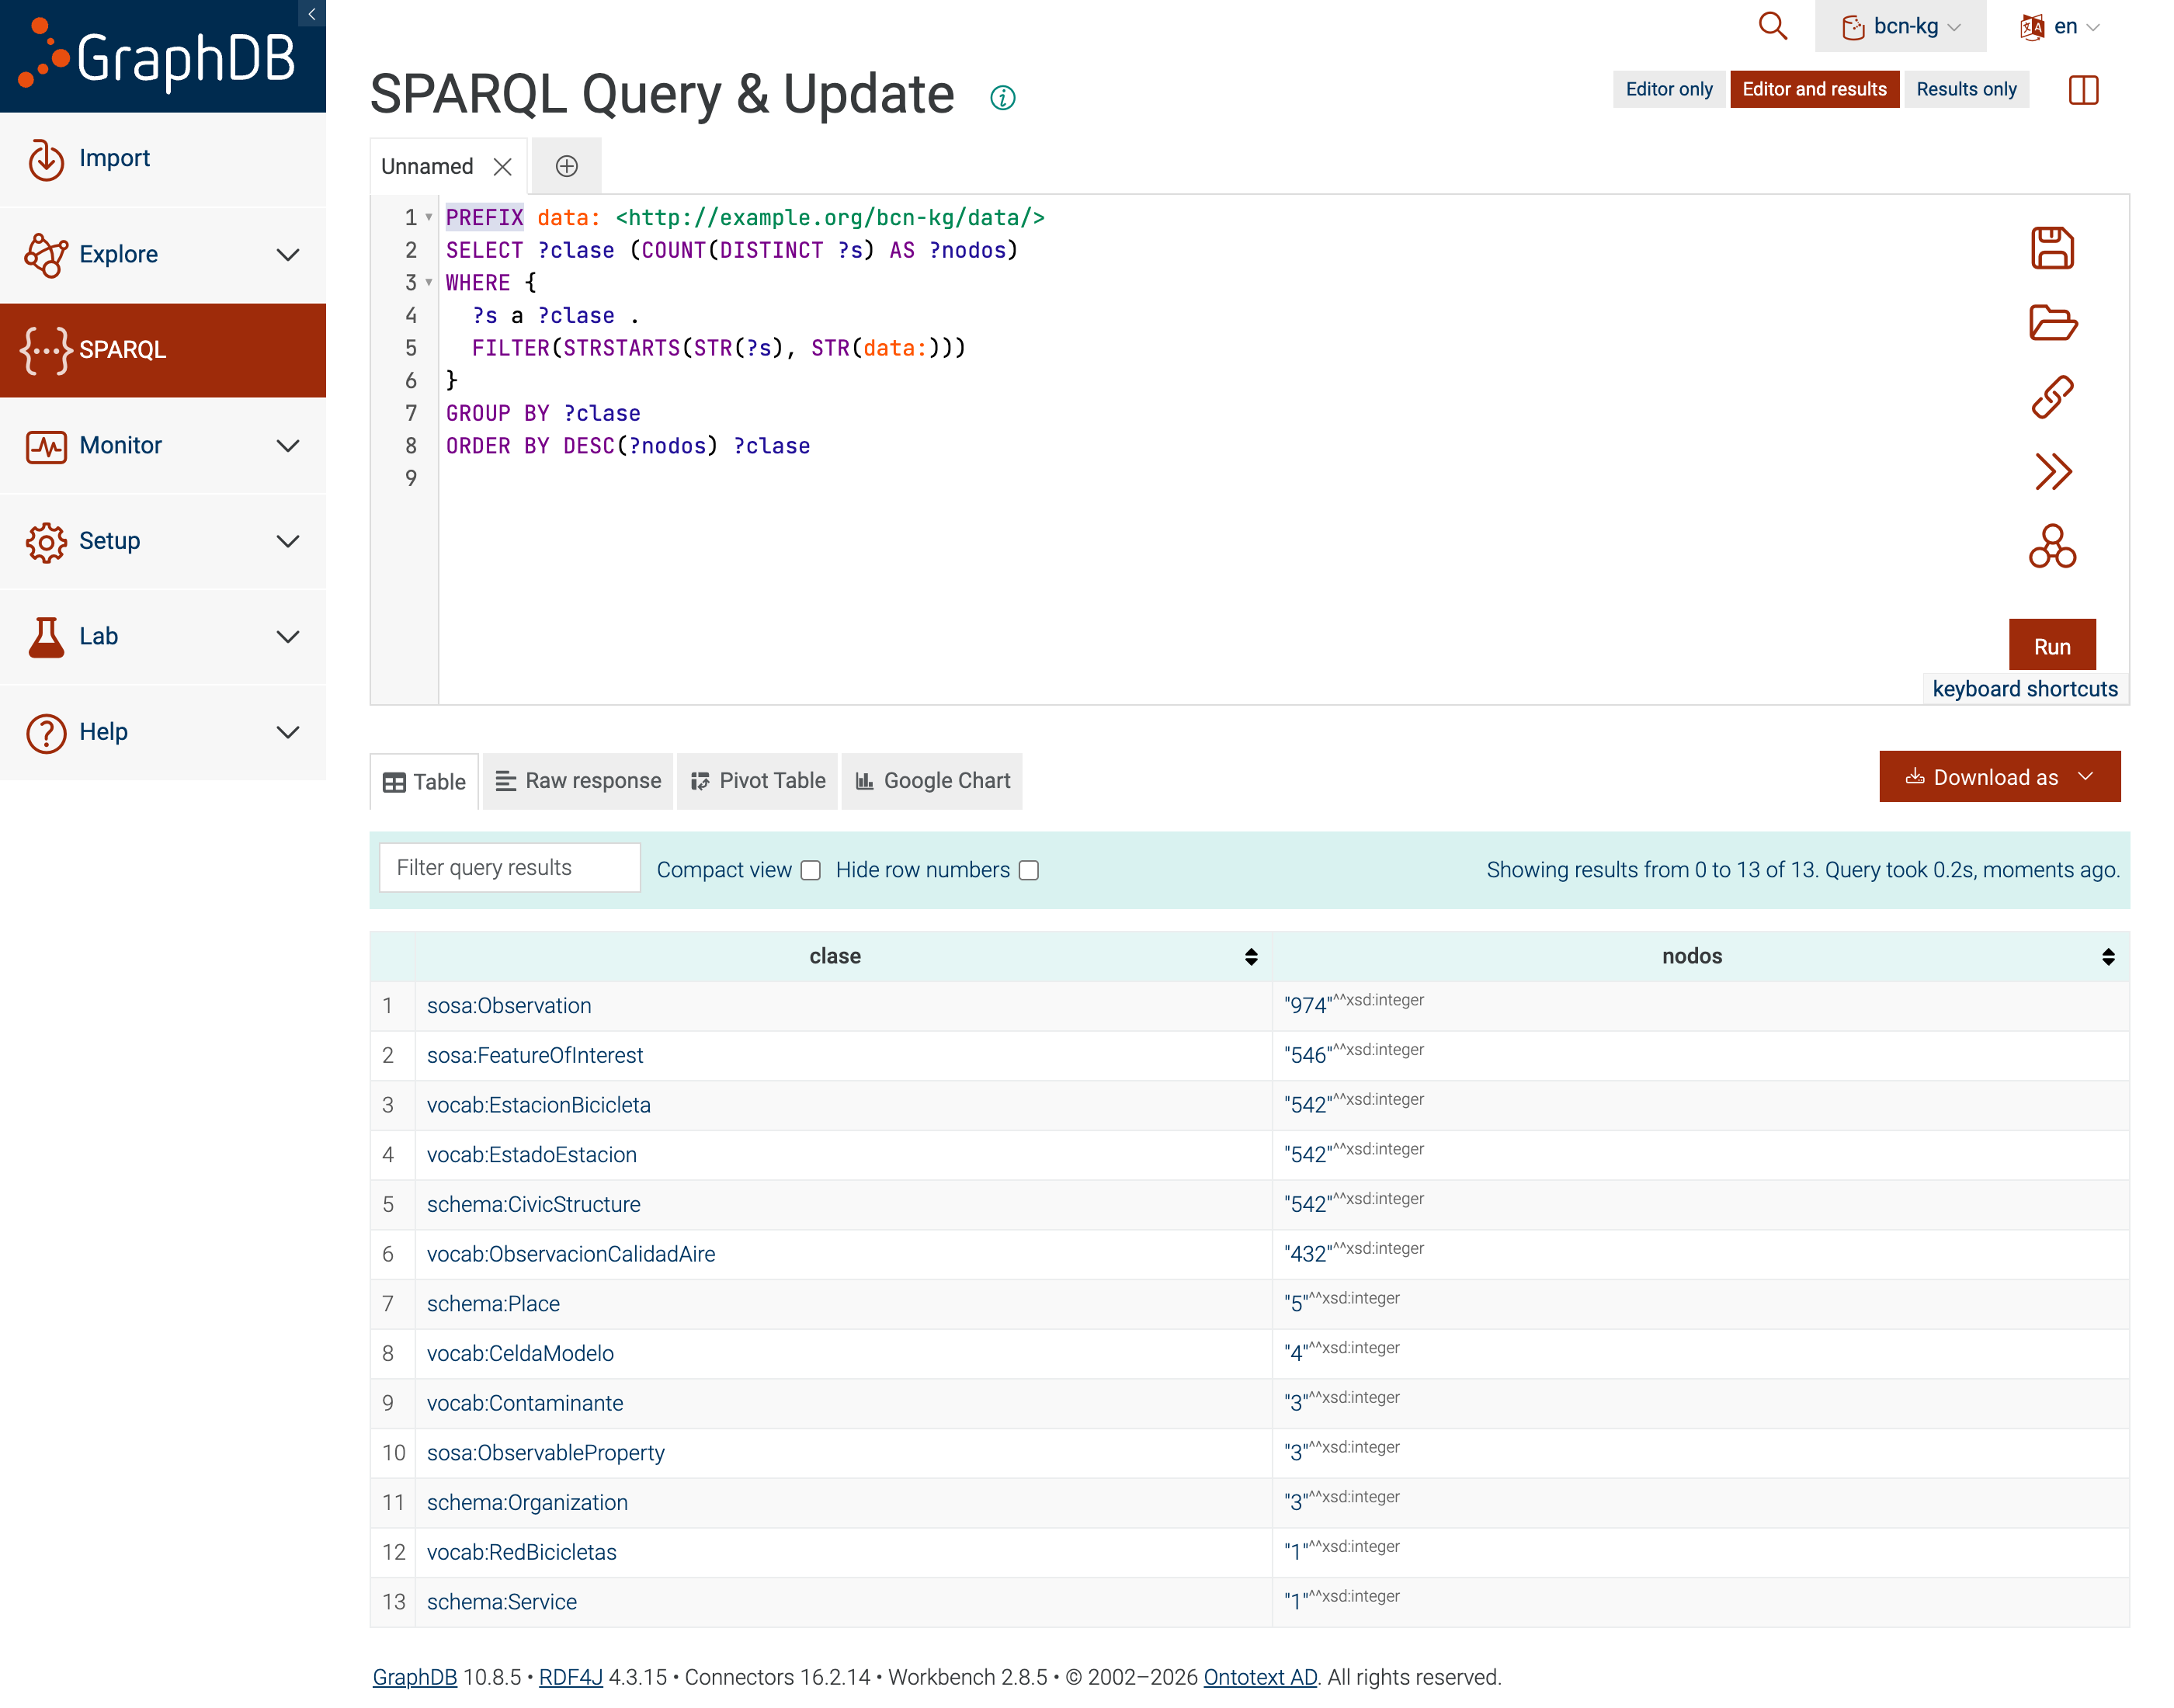 GraphDB
bcn-kg
en
SPARQL Query & Update
Editor only
Editor and results
Results only
Import
Explore
SPARQL
Monitor
Setup
Lab
Help
Unnamed
1 PREFIX data: <http://example.org/bcn-kg/data/>
2 SELECT ?clase (COUNT(DISTINCT ?s) AS ?nodos)
3 WHERE {
4   ?s a ?clase .
5   FILTER(STRSTARTS(STR(?s), STR(data:)))
6 }
7 GROUP BY ?clase
8 ORDER BY DESC(?nodos) ?clase
9
Run
keyboard shortcuts
Table
Raw response
Pivot Table
Google Chart
Download as
Filter query results
Compact view
Hide row numbers
Showing results from 0 to 13 of 13. Query took 0.2s, moments ago.
clase nodos
1 sosa:Observation "974"^^xsd:integer
2 sosa:FeatureOfInterest "546"^^xsd:integer
3 vocab:EstacionBicicleta "542"^^xsd:integer
4 vocab:EstadoEstacion "542"^^xsd:integer
5 schema:CivicStructure "542"^^xsd:integer
6 vocab:ObservacionCalidadAire "432"^^xsd:integer
7 schema:Place "5"^^xsd:integer
8 vocab:CeldaModelo "4"^^xsd:integer
9 vocab:Contaminante "3"^^xsd:integer
10 sosa:ObservableProperty "3"^^xsd:integer
11 schema:Organization "3"^^xsd:integer
12 vocab:RedBicicletas "1"^^xsd:integer
13 schema:Service "1"^^xsd:integer
GraphDB 10.8.5 • RDF4J 4.3.15 • Connectors 16.2.14 • Workbench 2.8.5 • © 2002–2026 Ontotext AD. All rights reserved.